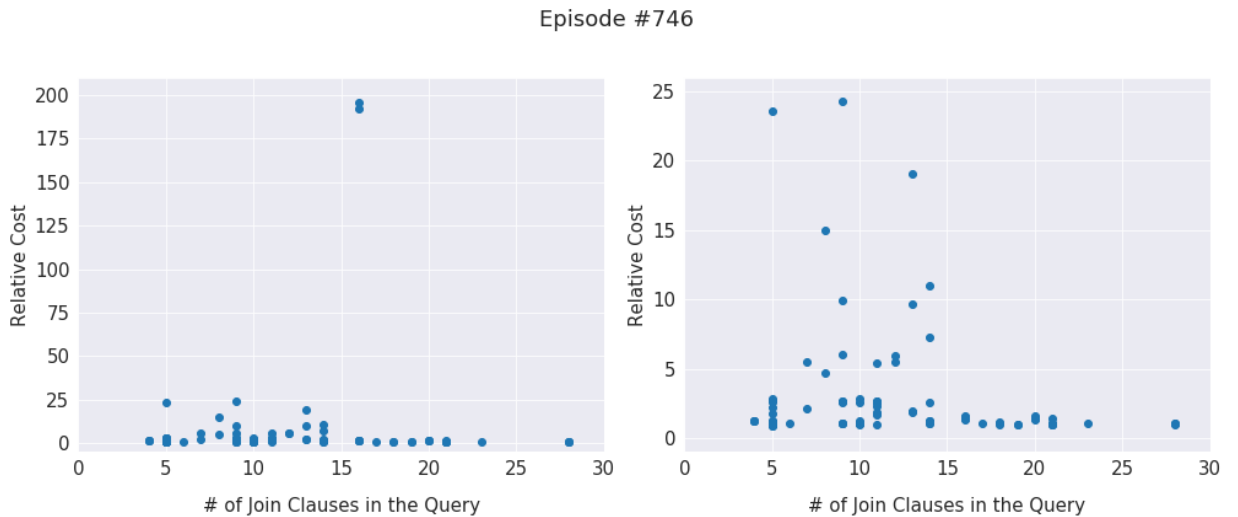 Episode #746
Relative Cost
200
175
150
125
100
75
50
25
0
0 5 10 15 20 25 30
# of Join Clauses in the Query
Relative Cost
25
20
15
10
5
0
0 5 10 15 20 25 30
# of Join Clauses in the Query